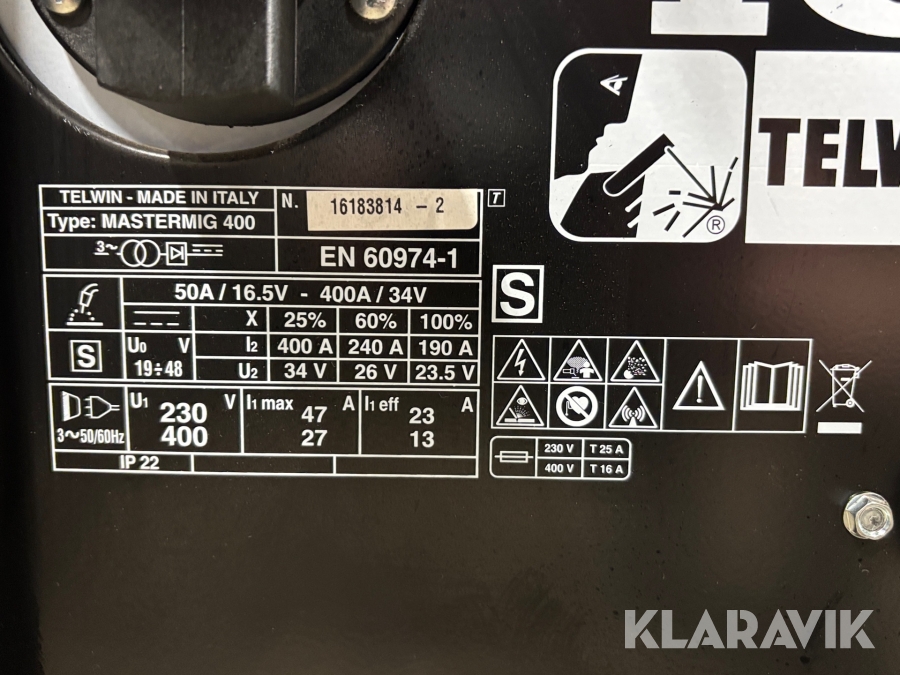 TELW
TELWIN - MADE IN ITALY
N. 16183814 - 2
T
Type: MASTERMIG 400
3~
EN 60974-1
S
50A / 16.5V - 400A / 34V
X 25% 60% 100%
S U0 V I2 400 A 240 A 190 A
19÷48 U2 34 V 26 V 23.5 V
U1 230 V I1 max 47 A I1 eff 23 A
3~50/60Hz 400 27 13
IP 22
230 V T 25 A
400 V T 16 A
®
KLARAVIK